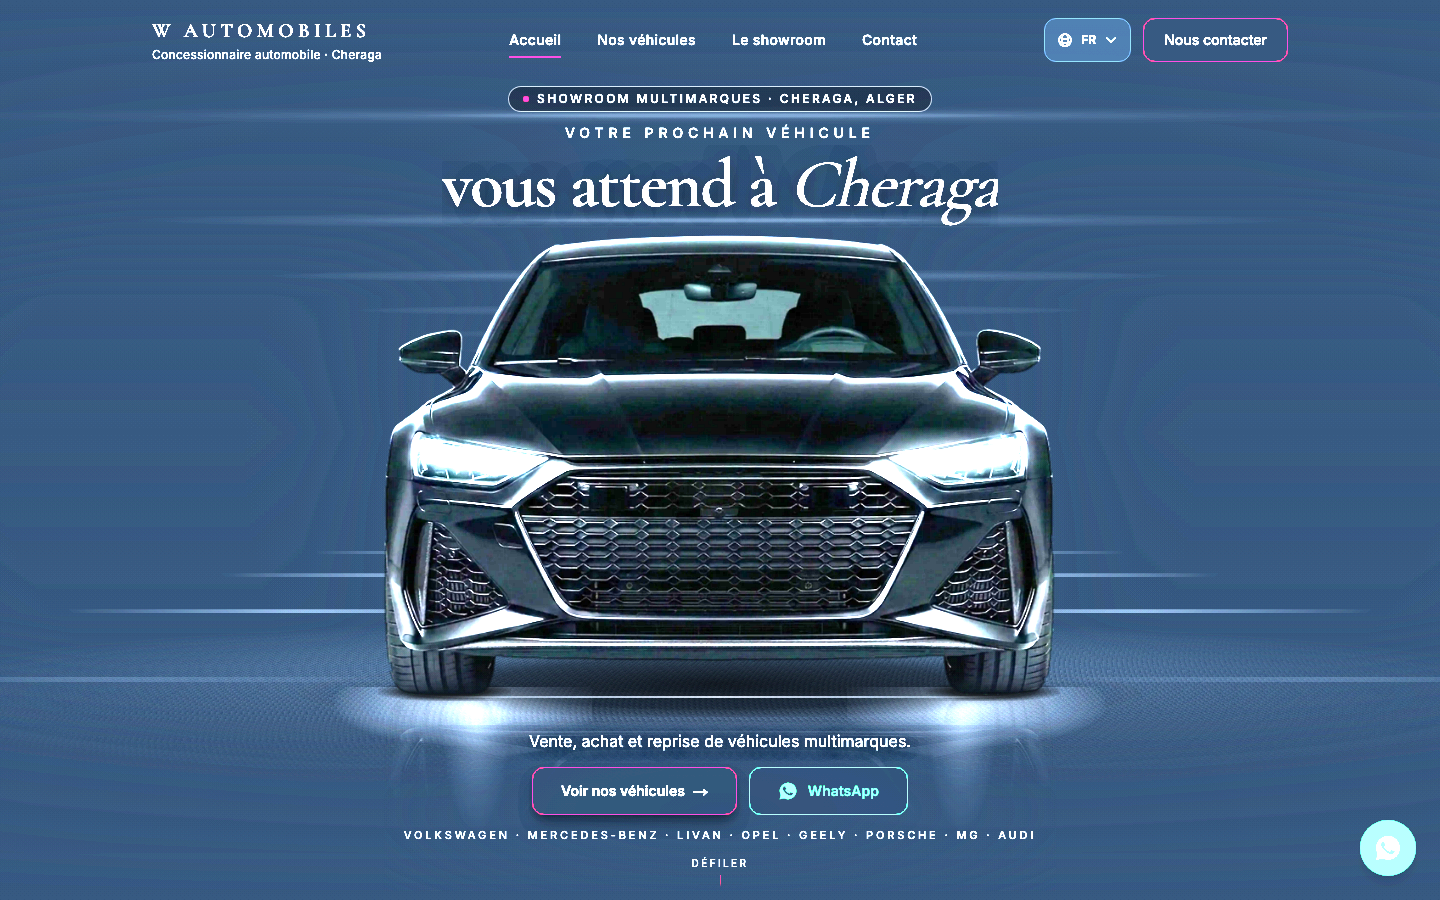 W AUTOMOBILES
Concessionnaire automobile · Cheraga
Accueil
Nos véhicules
Le showroom
Contact
FR
Nous contacter
SHOWROOM MULTIMARQUES · CHERAGA, ALGER
VOTRE PROCHAIN VÉHICULE
vous attend à Cheraga
Vente, achat et reprise de véhicules multimarques.
Voir nos véhicules →
WhatsApp
VOLKSWAGEN · MERCEDES-BENZ · LIVAN · OPEL · GEELY · PORSCHE · MG · AUDI
DÉFILER